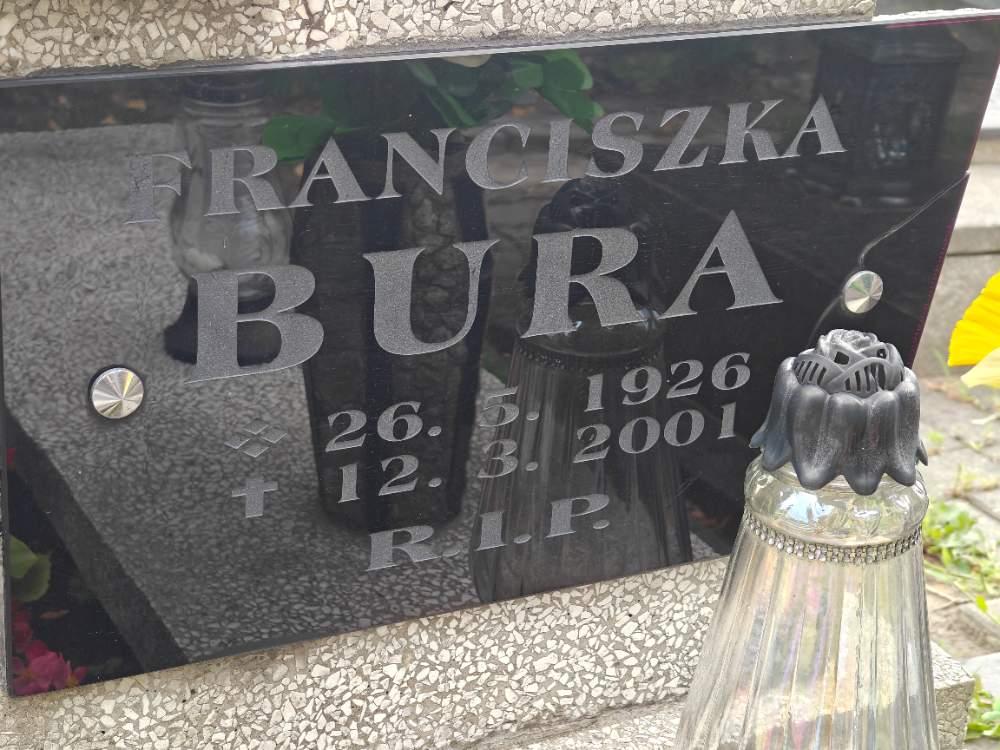 FRANCISZKA
BURA
26. 5. 1926
✝ 12. 3. 2001
R.I.P.